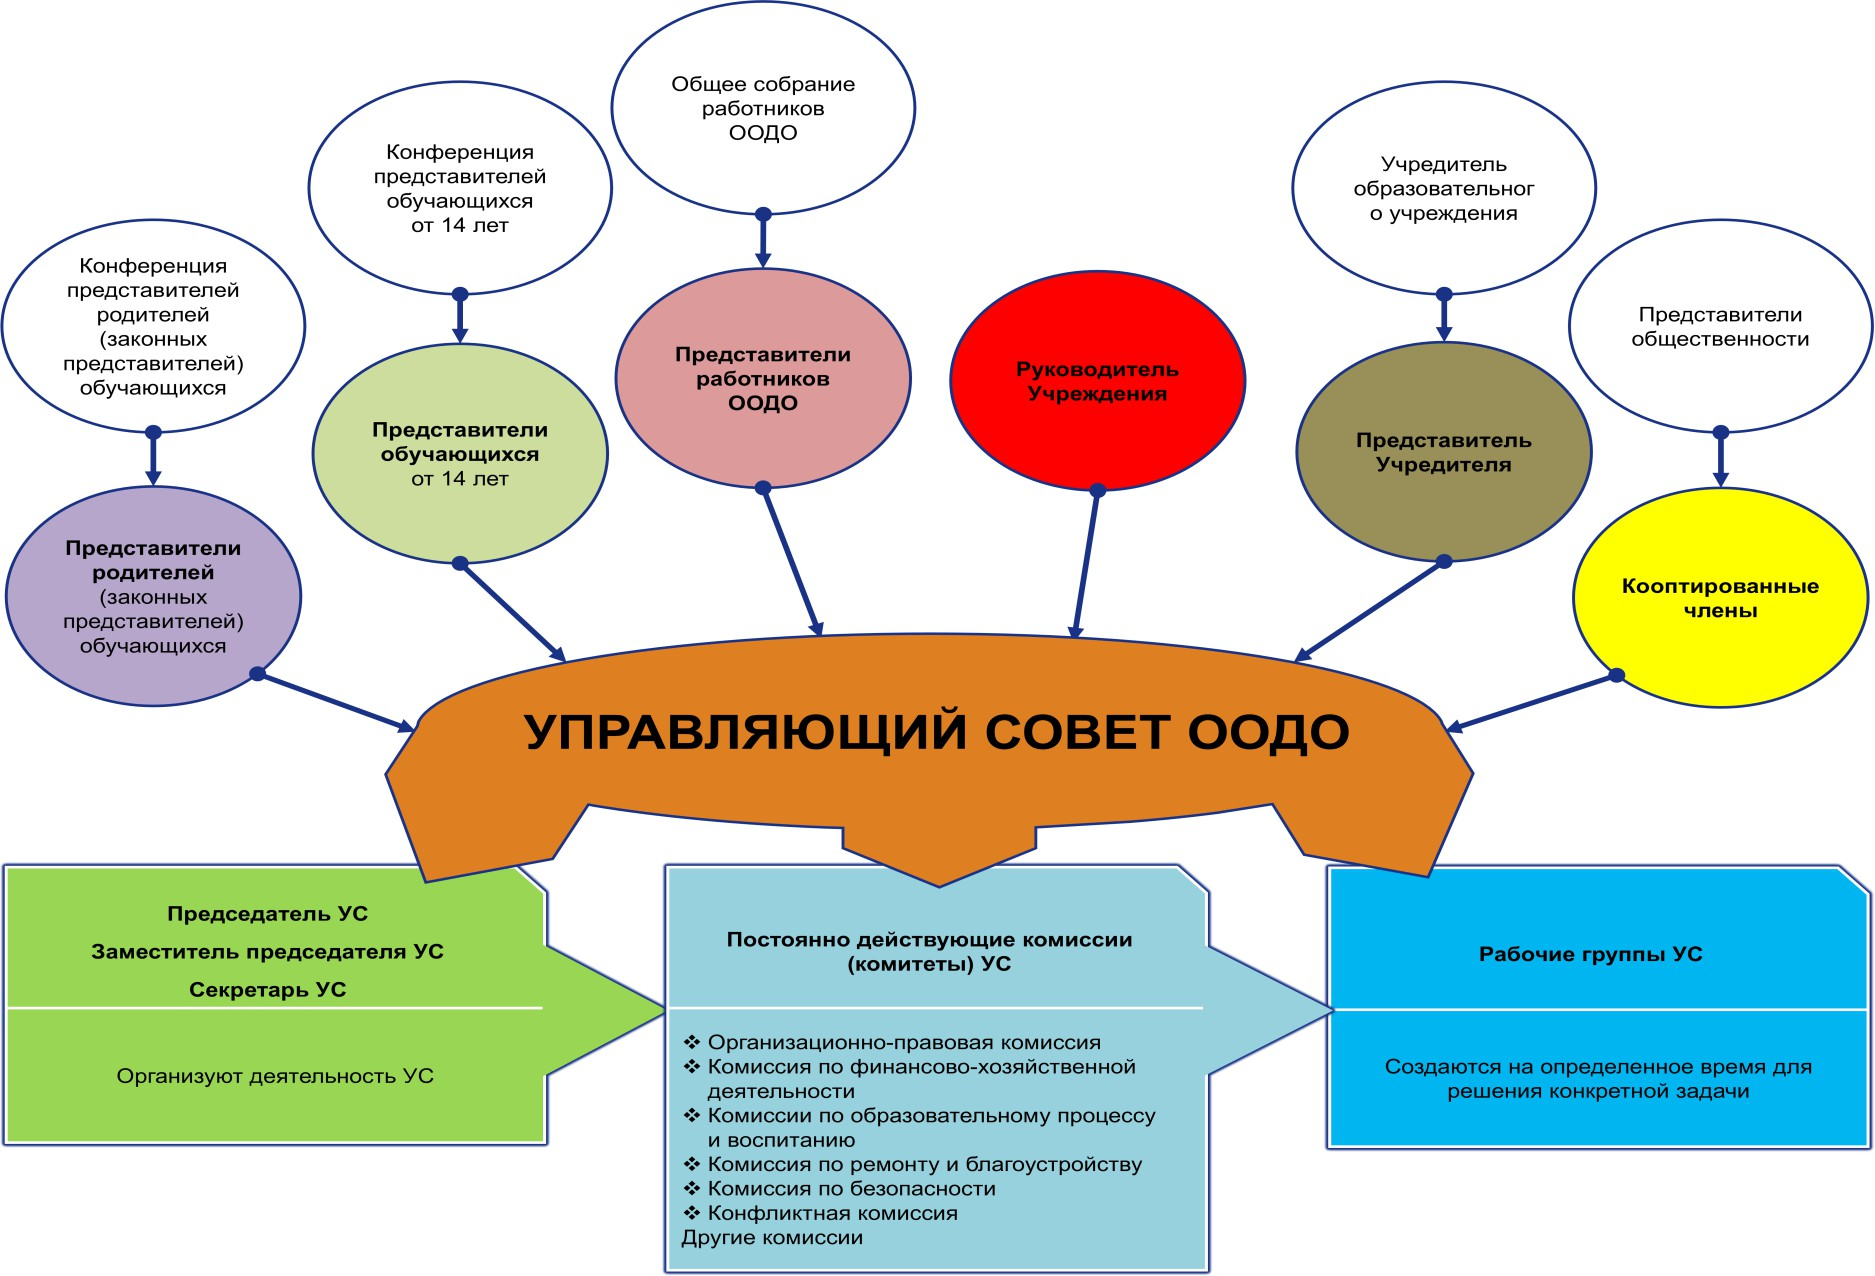 Общее собрание
работников
ООДО
Конференция
представителей
обучающихся
от 14 лет
Учредитель
образовательног
о учреждения
Конференция
представителей
родителей
(законных
представителей)
обучающихся
Представители
общественности
Представители
работников
ООДО
Руководитель
Учреждения
Представители
обучающихся
от 14 лет
Представитель
Учредителя
Представители
родителей
(законных
представителей)
обучающихся
Кооптированные
члены
УПРАВЛЯЮЩИЙ СОВЕТ ООДО
Председатель УС
Заместитель председателя УС
Секретарь УС
Организуют деятельность УС
Постоянно действующие комиссии
(комитеты) УС
❖ Организационно-правовая комиссия
❖ Комиссия по финансово-хозяйственной
деятельности
❖ Комиссии по образовательному процессу
и воспитанию
❖ Комиссия по ремонту и благоустройству
❖ Комиссия по безопасности
❖ Конфликтная комиссия
Другие комиссии
Рабочие группы УС
Создаются на определенное время для
решения конкретной задачи